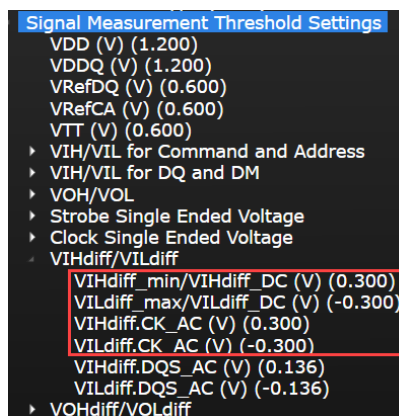 Signal Measurement Threshold Settings
VDD (V) (1.200)
VDDQ (V) (1.200)
VRefDQ (V) (0.600)
VRefCA (V) (0.600)
VTT (V) (0.600)
VIH/VIL for Command and Address
VIH/VIL for DQ and DM
VOH/VOL
Strobe Single Ended Voltage
Clock Single Ended Voltage
VIHdiff/VILdiff
VIHdiff_min/VIHdiff_DC (V) (0.300)
VILdiff_max/VILdiff_DC (V) (-0.300)
VIHdiff.CK_AC (V) (0.300)
VILdiff.CK_AC (V) (-0.300)
VIHdiff.DQS_AC (V) (0.136)
VILdiff.DQS_AC (V) (-0.136)
VOHdiff/VOLdiff